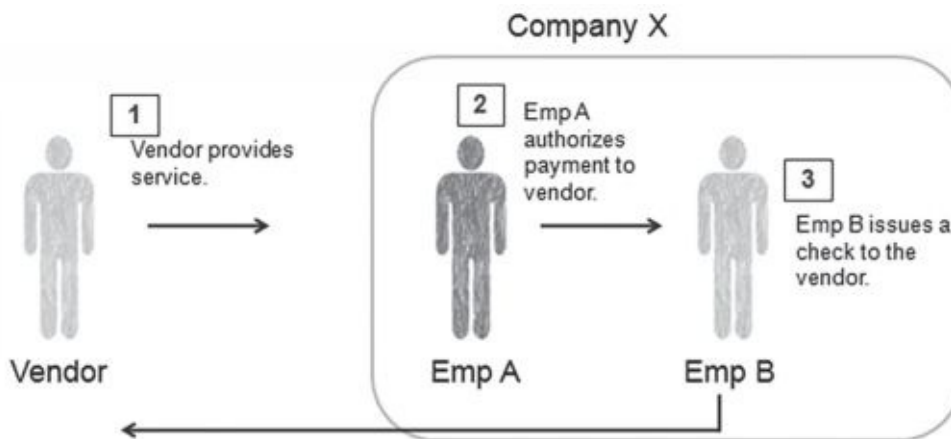 Company X
1
Vendor provides
service.
2
Emp A
authorizes
payment to
vendor.
3
Emp B issues a
check to the
vendor.
Vendor
Emp A
Emp B